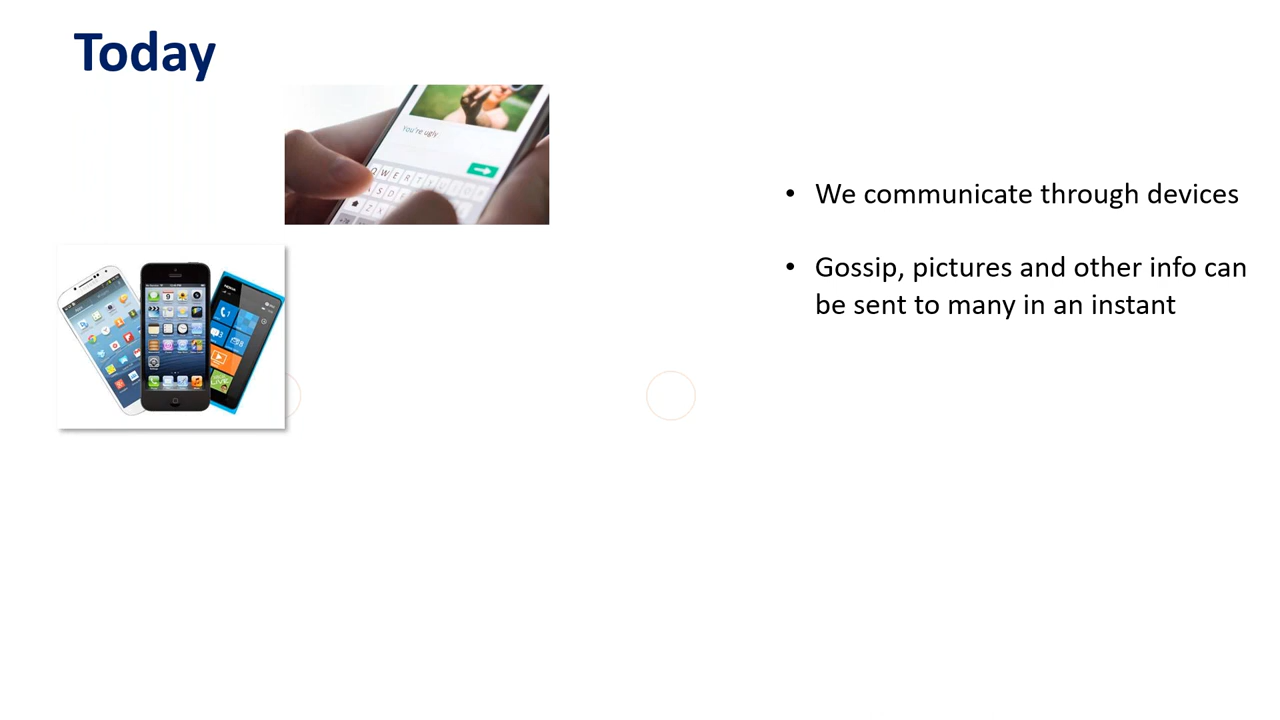 Today
You're ugly
• We communicate through devices
• Gossip, pictures and other info can
be sent to many in an instant